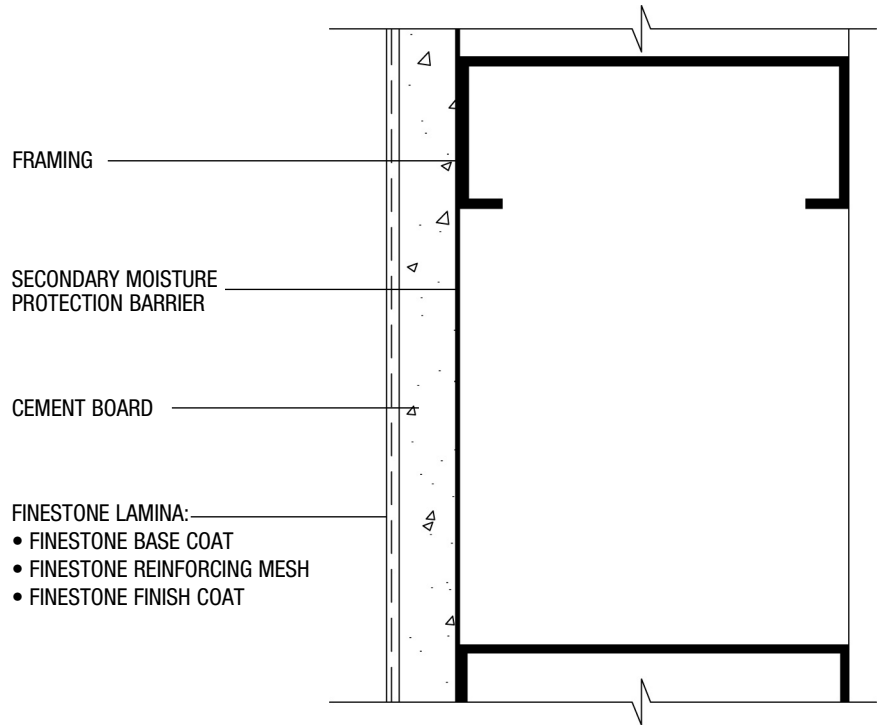 FRAMING
SECONDARY MOISTURE
PROTECTION BARRIER
CEMENT BOARD
FINESTONE LAMINA:
• FINESTONE BASE COAT
• FINESTONE REINFORCING MESH
• FINESTONE FINISH COAT